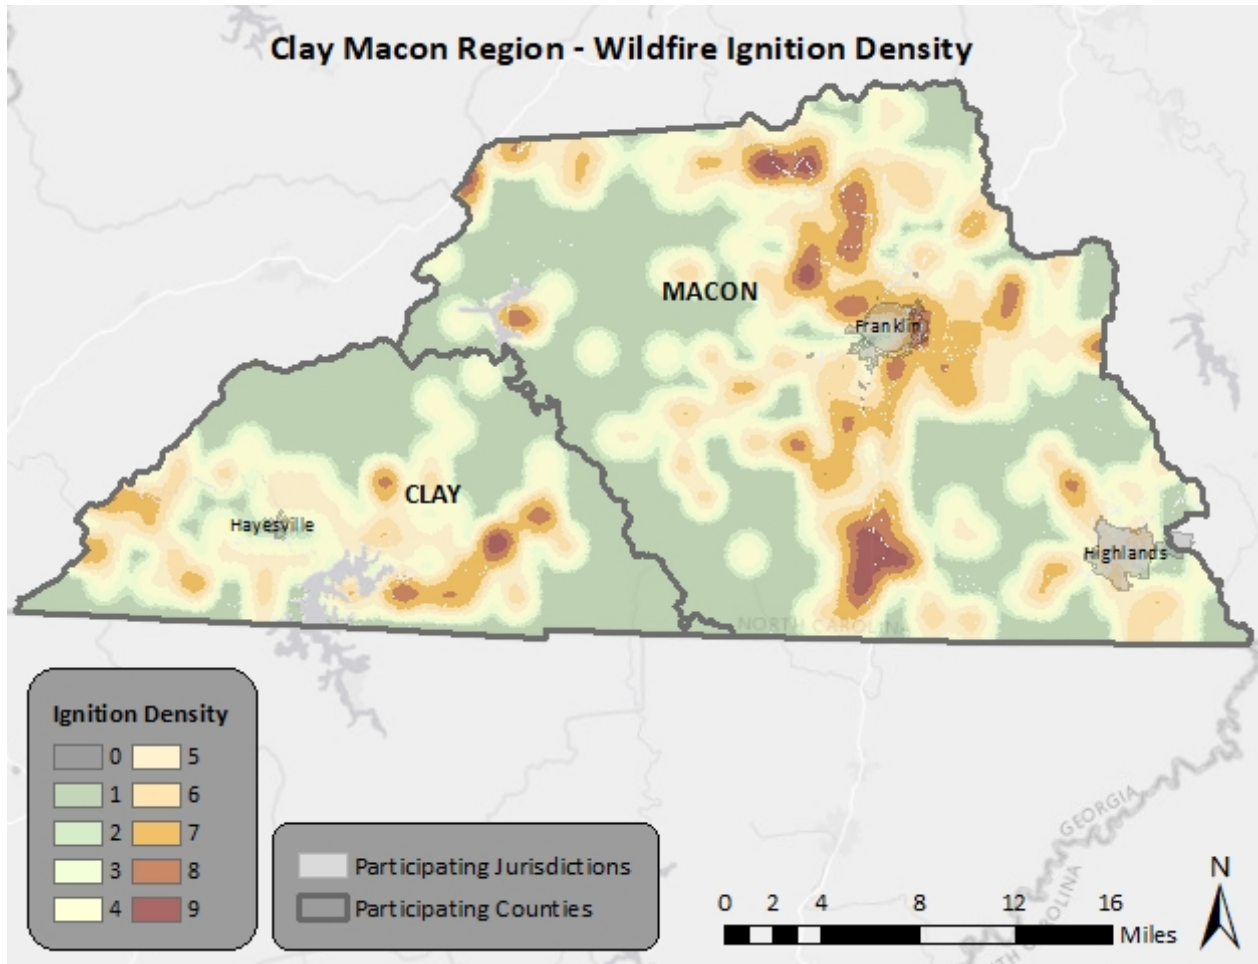 Clay Macon Region - Wildfire Ignition Density
MACON
Franklin
CLAY
Hayesville
Highlands
NORTH CAROLINA
Ignition Density
0 5
1 6
2 7
3 8
4 9
Participating Jurisdictions
Participating Counties
GEORGIA
N
0 2 4 8 12 16
Miles